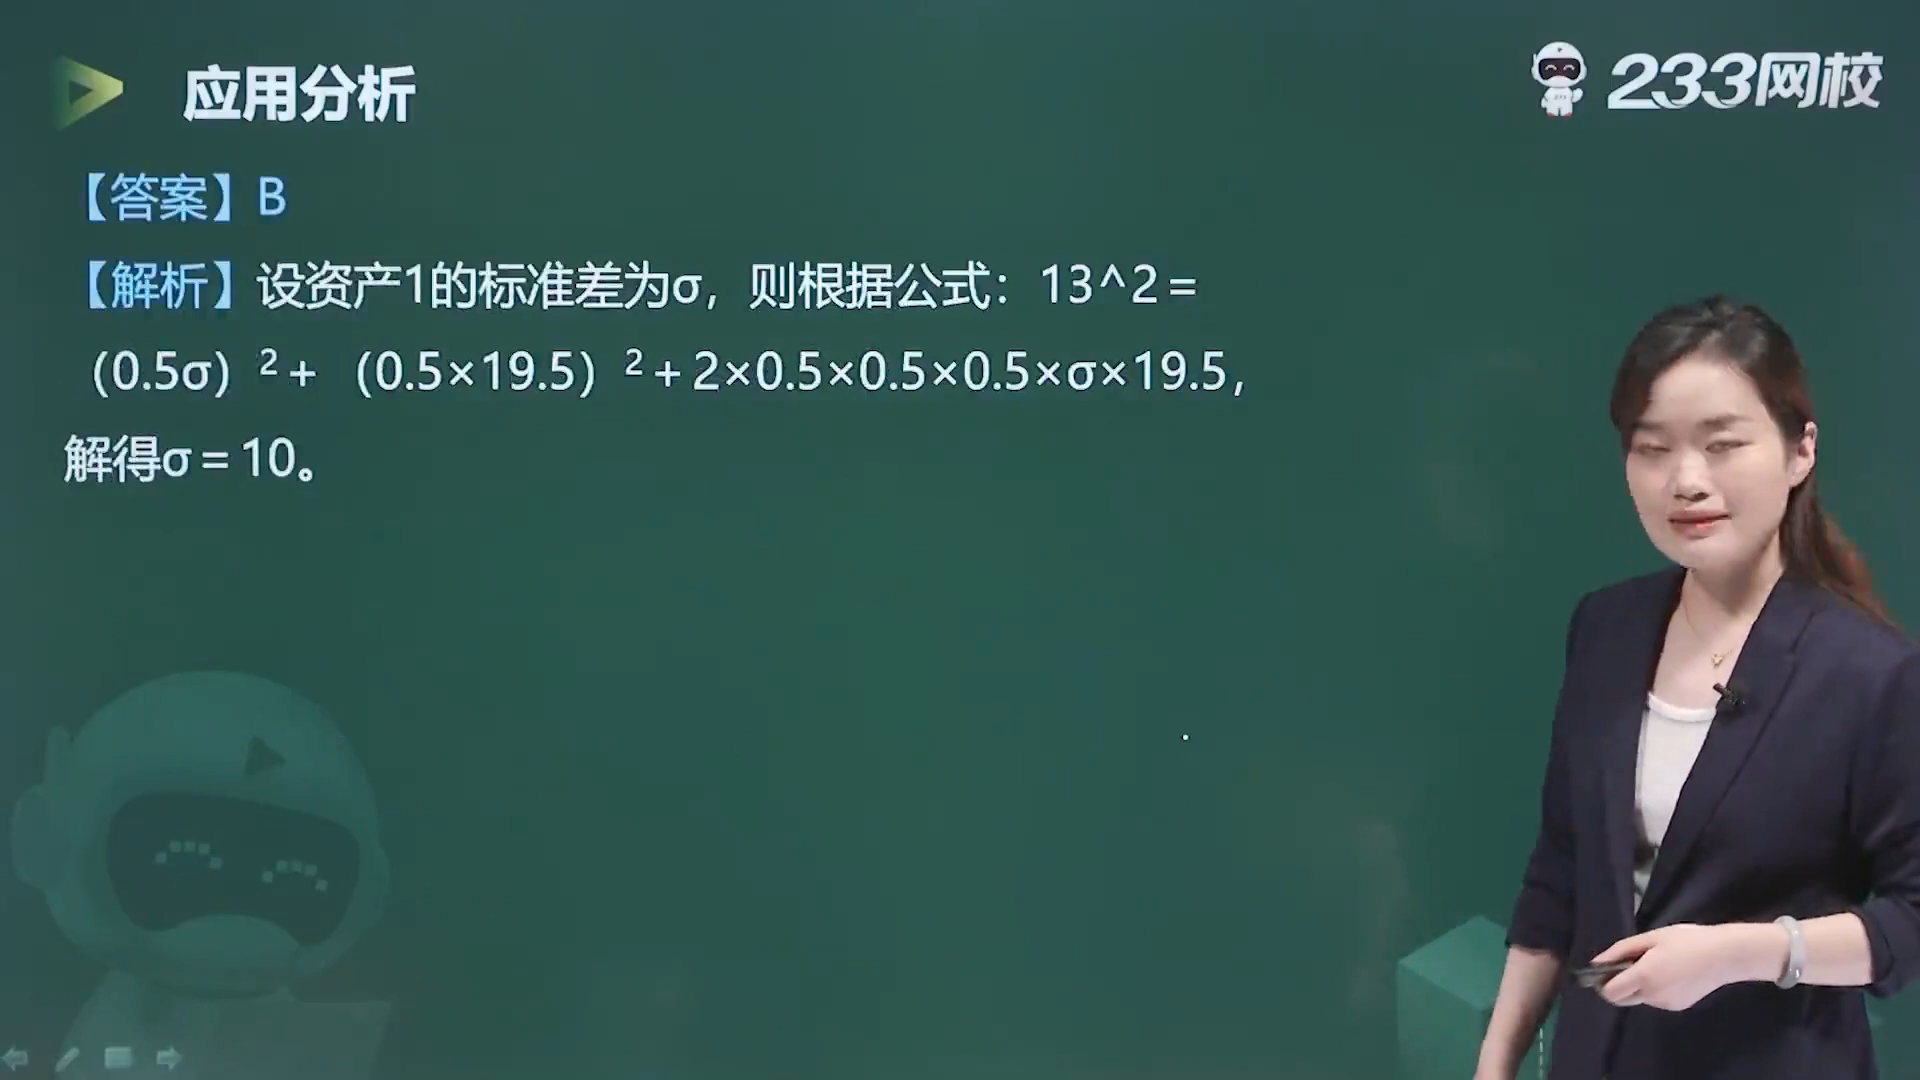 应用分析
233网校
【答案】B
【解析】设资产1的标准差为σ，则根据公式：13^2＝
（0.5σ）²＋（0.5×19.5）²＋2×0.5×0.5×0.5×σ×19.5，
解得σ＝10。